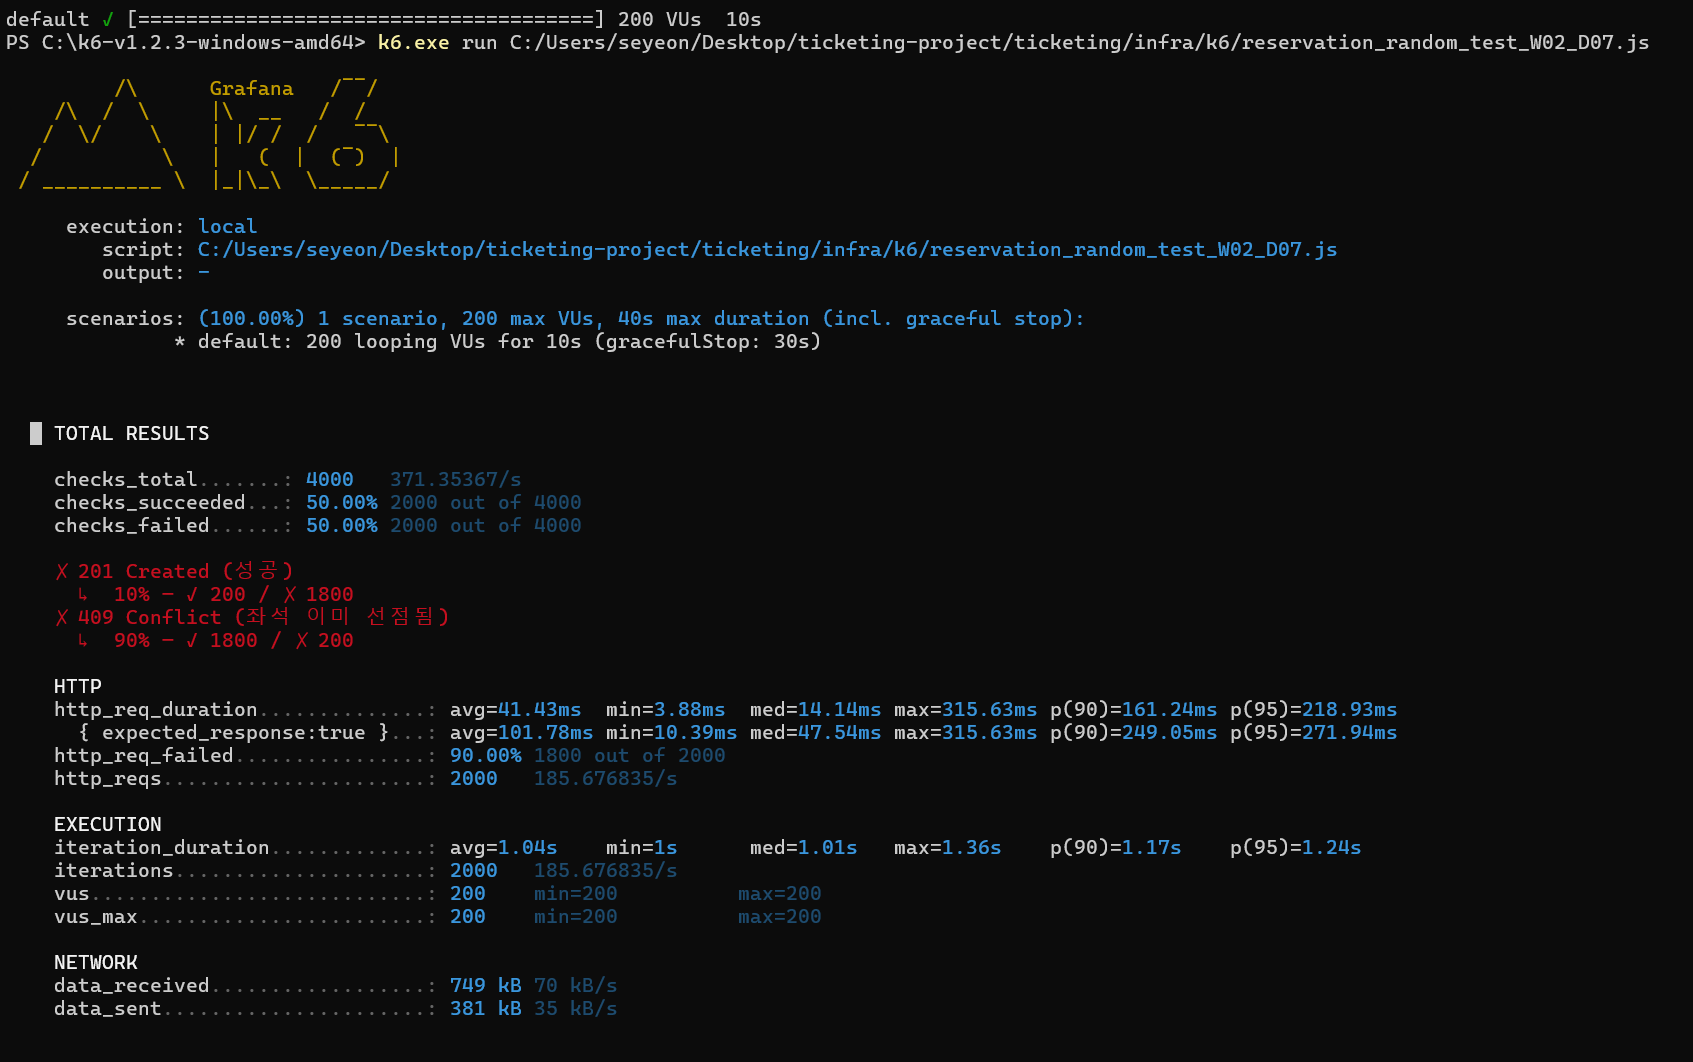 default ✓ [======================================] 200 VUs  10s
PS C:\k6-v1.2.3-windows-amd64> k6.exe run C:/Users/seyeon/Desktop/ticketing-project/ticketing/infra/k6/reservation_random_test_W02_D07.js
Grafana
execution: local
script: C:/Users/seyeon/Desktop/ticketing-project/ticketing/infra/k6/reservation_random_test_W02_D07.js
output: -
scenarios: (100.00%) 1 scenario, 200 max VUs, 40s max duration (incl. graceful stop):
* default: 200 looping VUs for 10s (gracefulStop: 30s)
█ TOTAL RESULTS
checks_total.......: 4000   371.35367/s
checks_succeeded...: 50.00% 2000 out of 4000
checks_failed......: 50.00% 2000 out of 4000
✗ 201 Created (성공)
↳  10% — ✓ 200 / ✗ 1800
✗ 409 Conflict (좌석 이미 선점됨)
↳  90% — ✓ 1800 / ✗ 200
HTTP
http_req_duration..............: avg=41.43ms  min=3.88ms  med=14.14ms max=315.63ms p(90)=161.24ms p(95)=218.93ms
{ expected_response:true }...: avg=101.78ms min=10.39ms med=47.54ms max=315.63ms p(90)=249.05ms p(95)=271.94ms
http_req_failed................: 90.00% 1800 out of 2000
http_reqs......................: 2000   185.676835/s
EXECUTION
iteration_duration.............: avg=1.04s    min=1s      med=1.01s   max=1.36s    p(90)=1.17s    p(95)=1.24s
iterations.....................: 2000   185.676835/s
vus............................: 200    min=200          max=200
vus_max........................: 200    min=200          max=200
NETWORK
data_received..................: 749 kB 70 kB/s
data_sent......................: 381 kB 35 kB/s